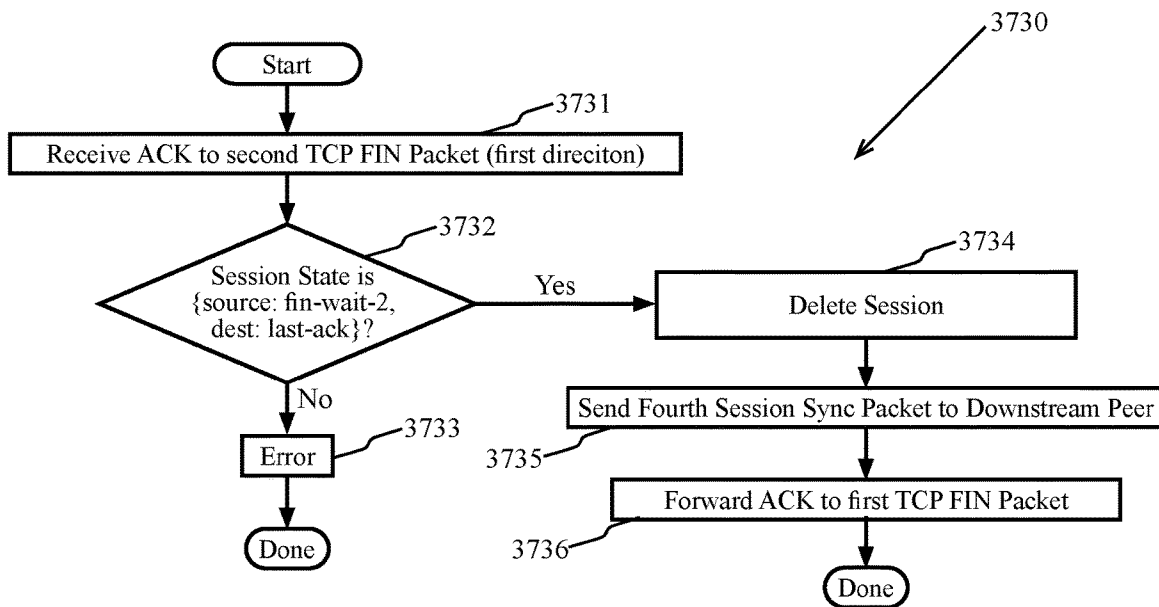 3730
Start
3731
Receive ACK to second TCP FIN Packet (first direciton)
3732
Session State is
{source: fin-wait-2,
dest: last-ack}?
Yes
3734
Delete Session
No
Send Fourth Session Sync Packet to Downstream Peer
3733
Error
3735
Forward ACK to first TCP FIN Packet
3736
Done
Done